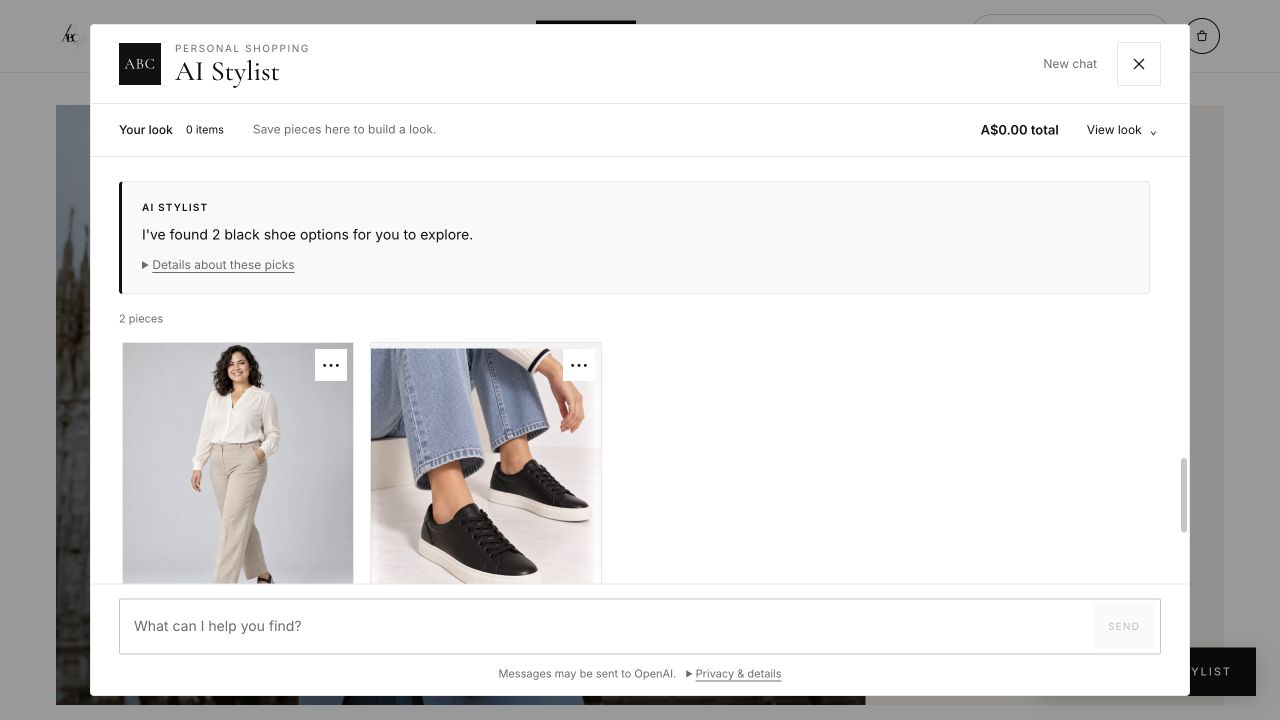 ABC
PERSONAL SHOPPING
AI Stylist
New chat
Your look 0 items Save pieces here to build a look. A$0.00 total View look
AI STYLIST
I've found 2 black shoe options for you to explore.
Details about these picks
2 pieces
What can I help you find? SEND
Messages may be sent to OpenAI. Privacy & details
YLIST